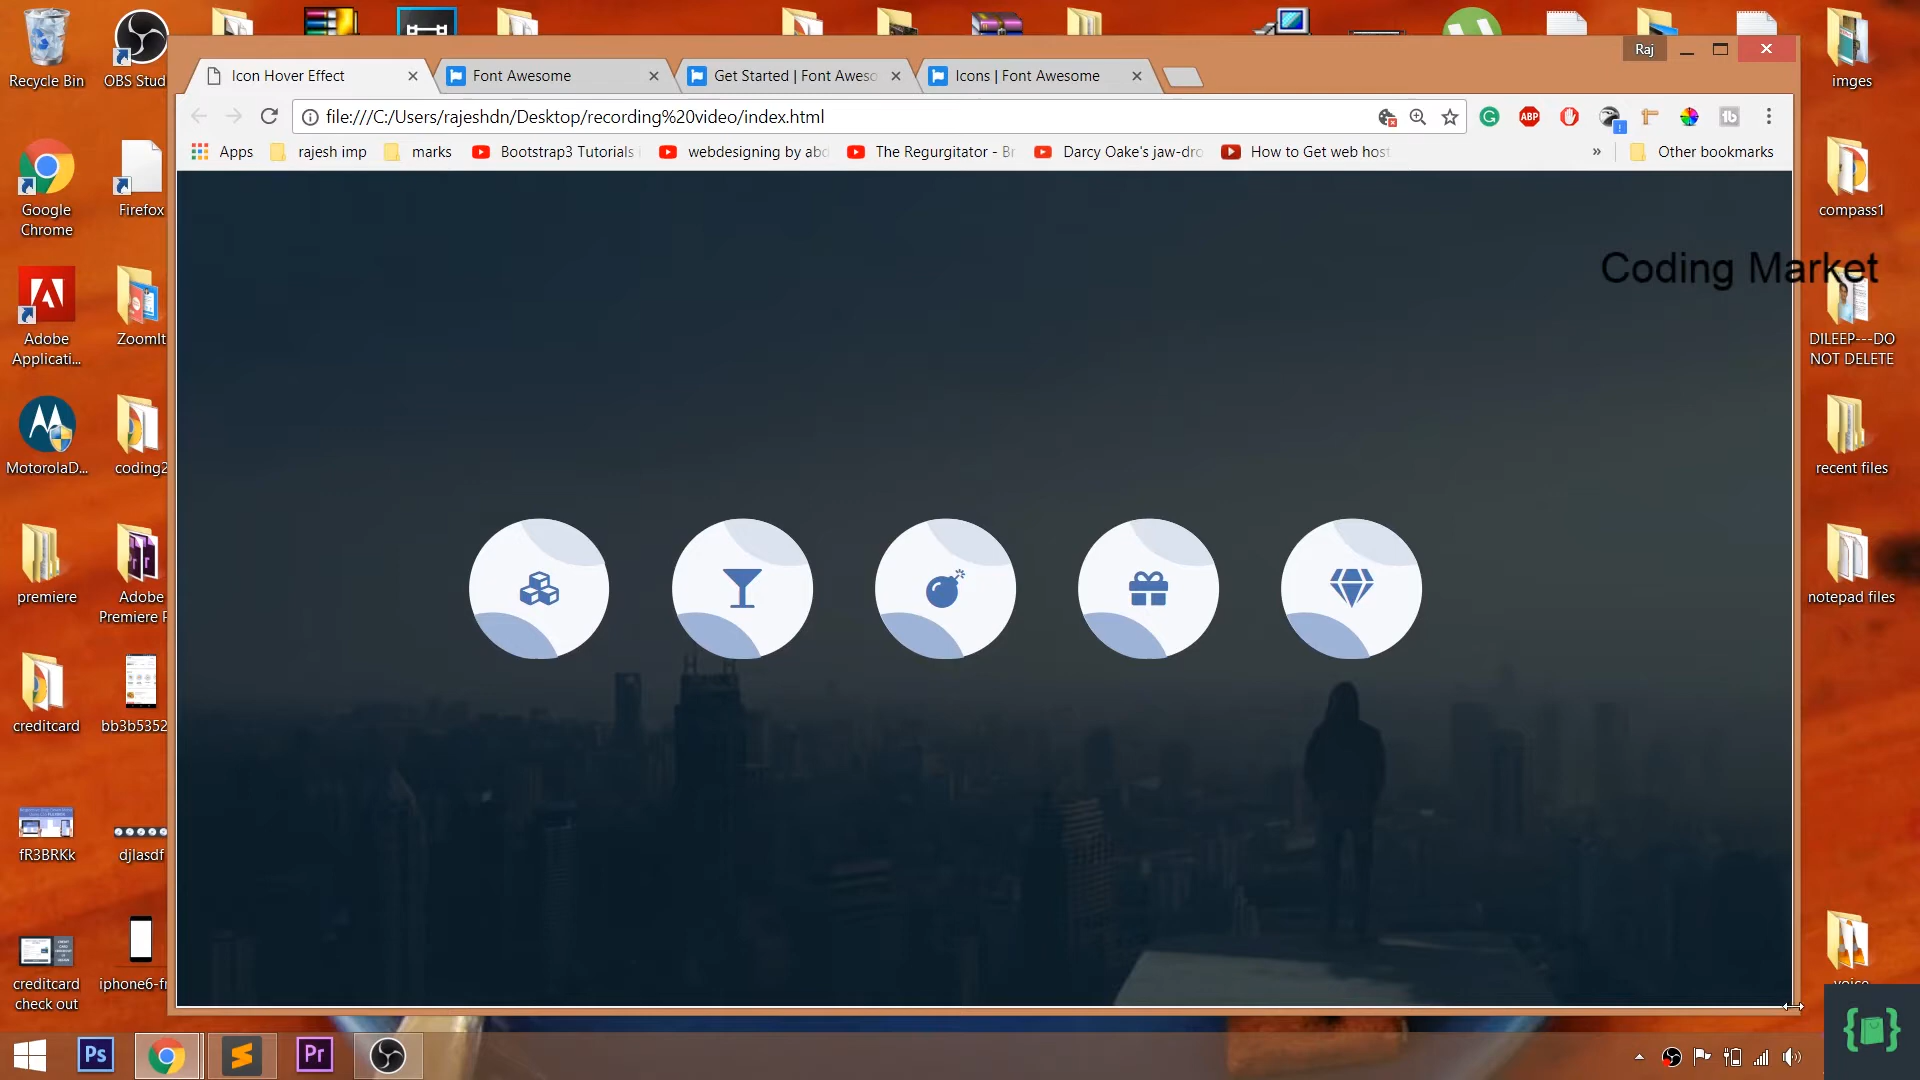 Raj
Icon Hover Effect
Font Awesome
Get Started | Font Aweso
Icons | Font Awesome
file:///C:/Users/rajeshdn/Desktop/recording%20video/index.html
ABP
Apps
rajesh imp
marks
Bootstrap3 Tutorials
webdesigning by abd
The Regurgitator - Br
Darcy Oake's jaw-dro
How to Get web host
»
Other bookmarks
Coding Market
Recycle Bin
OBS Stud
Google
Chrome
Firefox
Adobe
Applicati...
ZoomIt
MotorolaD...
coding2
premiere
Adobe
Premiere P
creditcard
bb3b5352
fR3BRKk
djlasdf
creditcard
check out
iphone6-fr
imges
compass1
DILEEP---DO
NOT DELETE
recent files
notepad files
voice
Ps
Pr